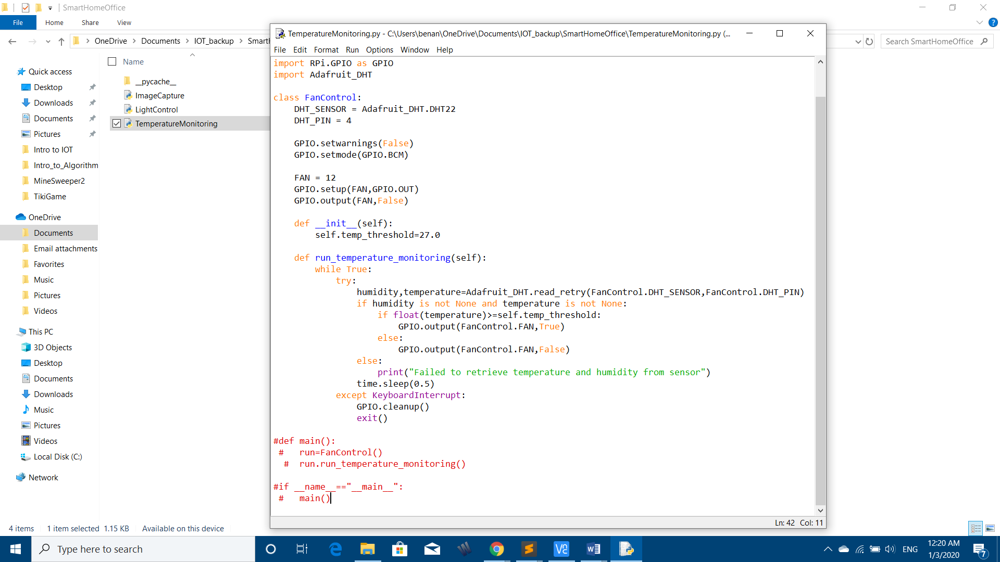 SmartHomeOffice
File Home Share View
OneDrive Documents IOT_backup SmartH
Search SmartHomeOffice
Quick access
Desktop
Downloads
Documents
Pictures
Intro to IOT
Intro_to_Algorithm
MineSweeper2
TikiGame
OneDrive
Documents
Email attachments
Favorites
Music
Pictures
Videos
This PC
3D Objects
Desktop
Documents
Downloads
Music
Pictures
Videos
Local Disk (C:)
Network
Name
__pycache__
ImageCapture
LightControl
TemperatureMonitoring
4 items 1 item selected 1.15 KB Available on this device
TemperatureMonitoring.py - C:\Users\benan\OneDrive\Documents\IOT_backup\SmartHomeOffice\TemperatureMonitoring.py (...
File Edit Format Run Options Window Help
import RPi.GPIO as GPIO
import Adafruit_DHT
class FanControl:
    DHT_SENSOR = Adafruit_DHT.DHT22
    DHT_PIN = 4
    GPIO.setwarnings(False)
    GPIO.setmode(GPIO.BCM)
    FAN = 12
    GPIO.setup(FAN,GPIO.OUT)
    GPIO.output(FAN,False)
    def __init__(self):
        self.temp_threshold=27.0
    def run_temperature_monitoring(self):
        while True:
            try:
                humidity,temperature=Adafruit_DHT.read_retry(FanControl.DHT_SENSOR,FanControl.DHT_PIN)
                if humidity is not None and temperature is not None:
                    if float(temperature)>=self.temp_threshold:
                        GPIO.output(FanControl.FAN,True)
                    else:
                        GPIO.output(FanControl.FAN,False)
                else:
                    print("Failed to retrieve temperature and humidity from sensor")
                time.sleep(0.5)
            except KeyboardInterrupt:
                GPIO.cleanup()
                exit()
#def main():
 #   run=FanControl()
  #  run.run_temperature_monitoring()
#if __name__=="__main__":
 #   main()
Ln: 42 Col: 11
Type here to search
ENG
12:20 AM
1/3/2020
7